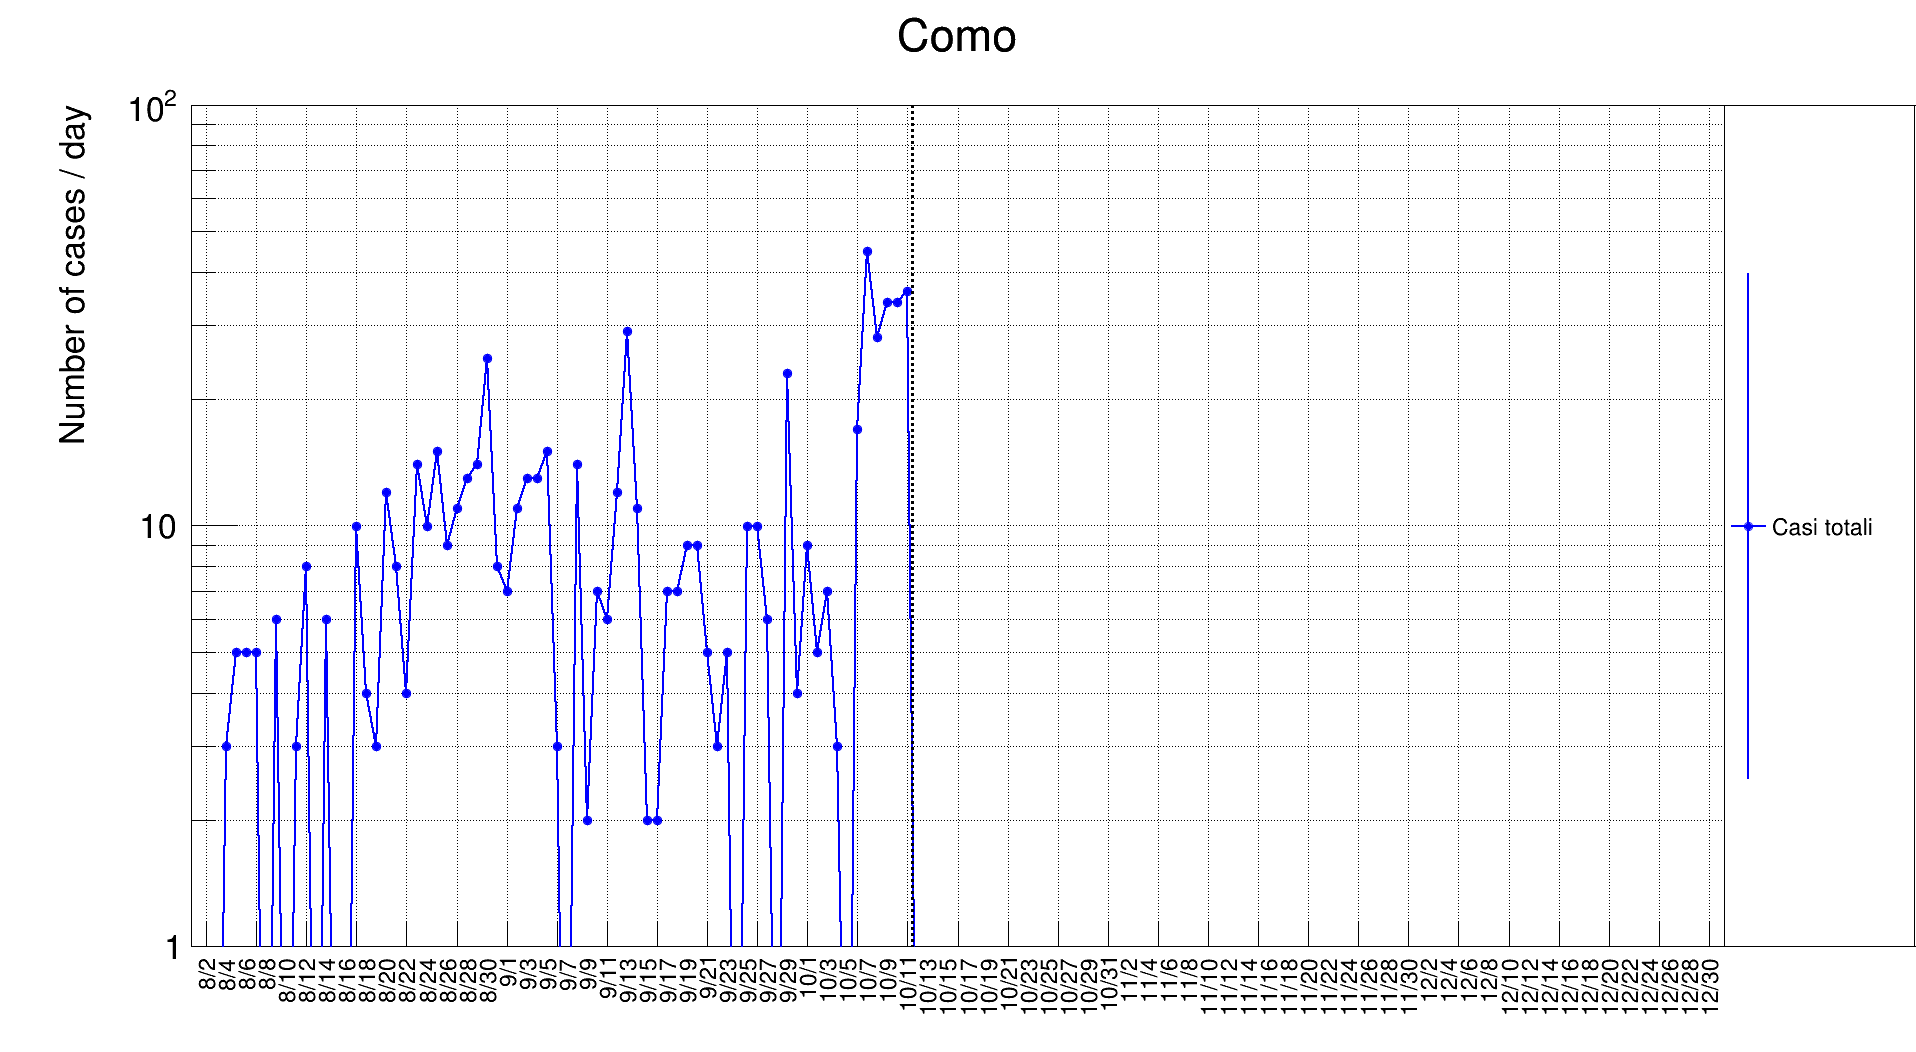 Como
Number of cases / day
10²
10
1
8/2 8/4 8/6 8/8 8/10 8/12 8/14 8/16 8/18 8/20 8/22 8/24 8/26 8/28 8/30 9/1 9/3 9/5 9/7 9/9 9/11 9/13 9/15 9/17 9/19 9/21 9/23 9/25 9/27 9/29 10/1 10/3 10/5 10/7 10/9 10/11 10/13 10/15 10/17 10/19 10/21 10/23 10/25 10/27 10/29 10/31 11/2 11/4 11/6 11/8 11/10 11/12 11/14 11/16 11/18 11/20 11/22 11/24 11/26 11/28 11/30 12/2 12/4 12/6 12/8 12/10 12/12 12/14 12/16 12/18 12/20 12/22 12/24 12/26 12/28 12/30
Casi totali